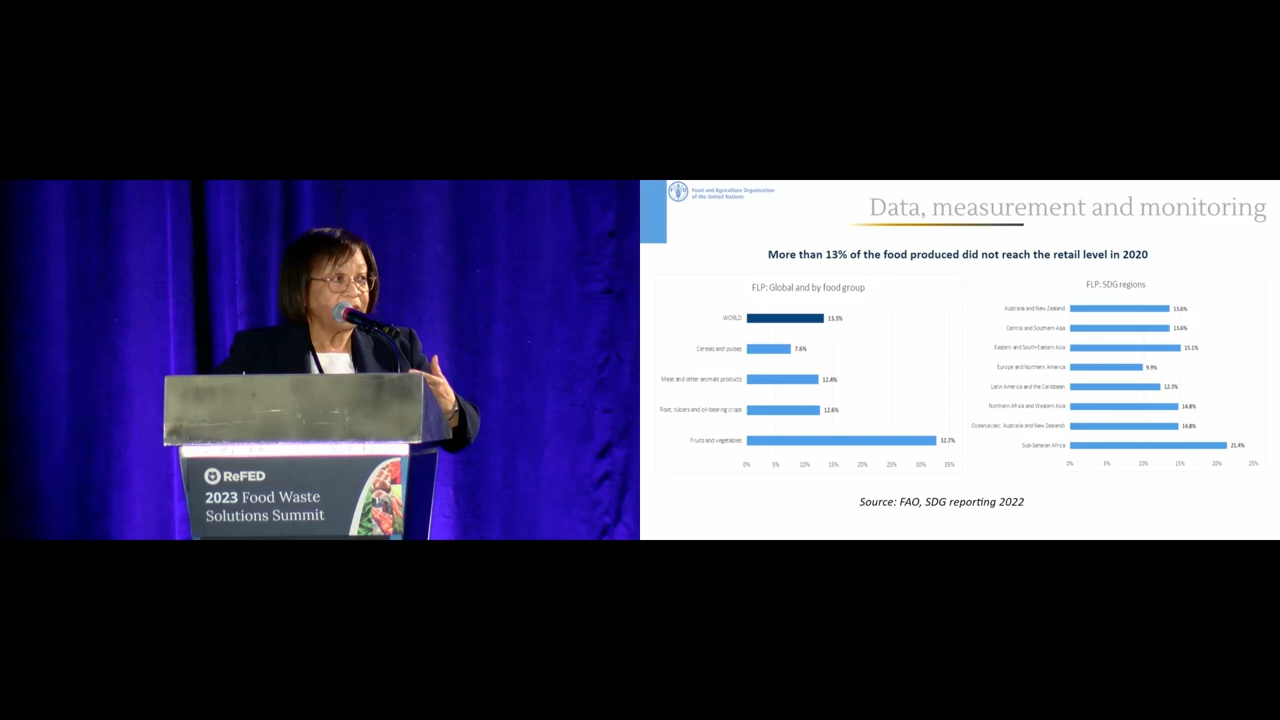 ReFED
2023 Food Waste
Solutions Summit
Food and Agriculture Organization
of the United Nations
Data, measurement and monitoring
More than 13% of the food produced did not reach the retail level in 2020
FLP: Global and by food group
WORLD
13.3%
Cereals and pulses
7.6%
Meat and other animals products
12.4%
Root, tubers and oil-bearing crops
12.6%
Fruits and vegetables
32.7%
0% 5% 10% 15% 20% 25% 30% 35%
FLP: SDG regions
Australia and New Zealand
13.6%
Central and Southern Asia
13.6%
Eastern and South-Eastern Asia
15.1%
Europe and Northern America
9.9%
Latin America and the Caribbean
12.3%
Northern Africa and Western Asia
14.8%
Oceania (exc. Australia and New Zealand)
14.8%
Sub-Saharan Africa
21.4%
0% 5% 10% 15% 20% 25%
Source: FAO, SDG reporting 2022